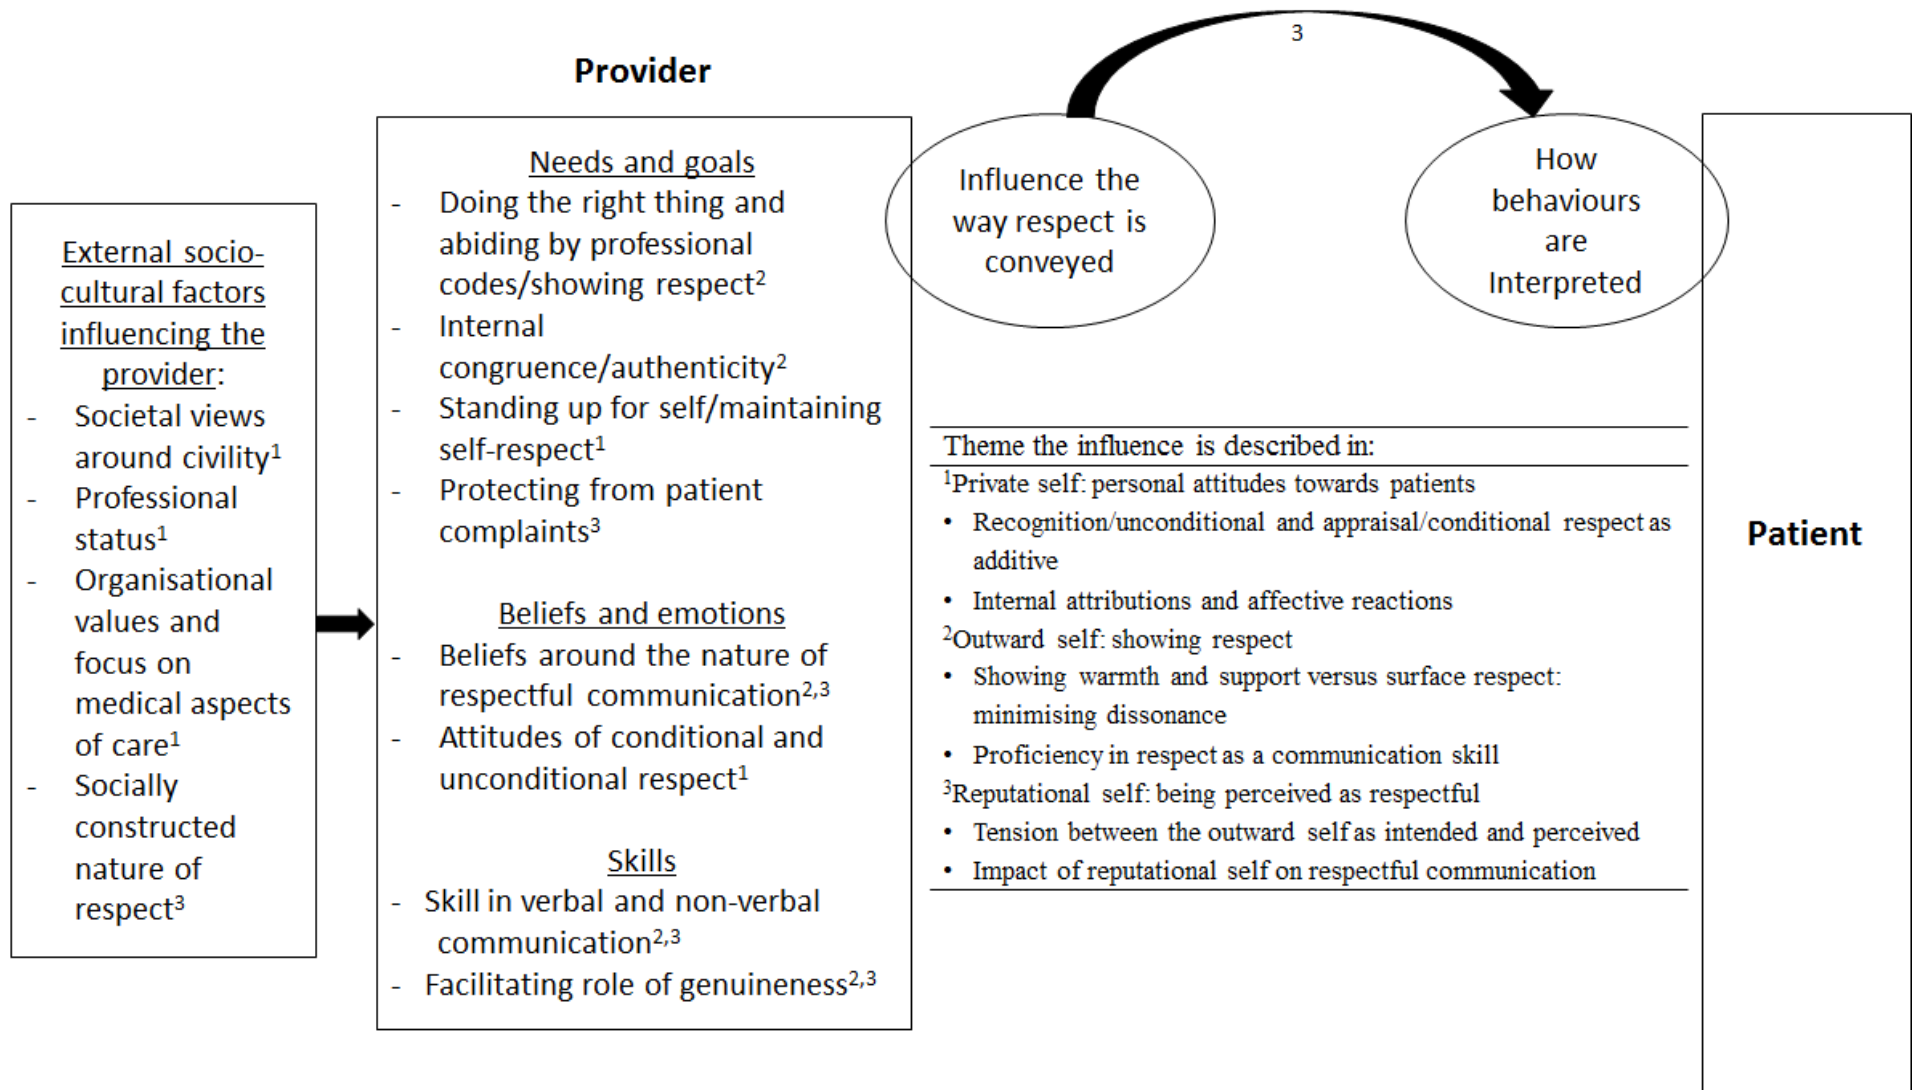 External socio-
cultural factors
influencing the
provider:
- Societal views
around civility1
- Professional
status1
- Organisational
values and
focus on
medical aspects
of care1
- Socially
constructed
nature of
respect3
Provider
Needs and goals
- Doing the right thing and
abiding by professional
codes/showing respect2
- Internal
congruence/authenticity2
- Standing up for self/maintaining
self-respect1
- Protecting from patient
complaints3
Beliefs and emotions
- Beliefs around the nature of
respectful communication2,3
- Attitudes of conditional and
unconditional respect1
Skills
- Skill in verbal and non-verbal
communication2,3
- Facilitating role of genuineness2,3
Influence the
way respect is
conveyed
3
How
behaviours
are
Interpreted
Theme the influence is described in:
1Private self: personal attitudes towards patients
• Recognition/unconditional and appraisal/conditional respect as
additive
• Internal attributions and affective reactions
2Outward self: showing respect
• Showing warmth and support versus surface respect:
minimising dissonance
• Proficiency in respect as a communication skill
3Reputational self: being perceived as respectful
• Tension between the outward self as intended and perceived
• Impact of reputational self on respectful communication
Patient